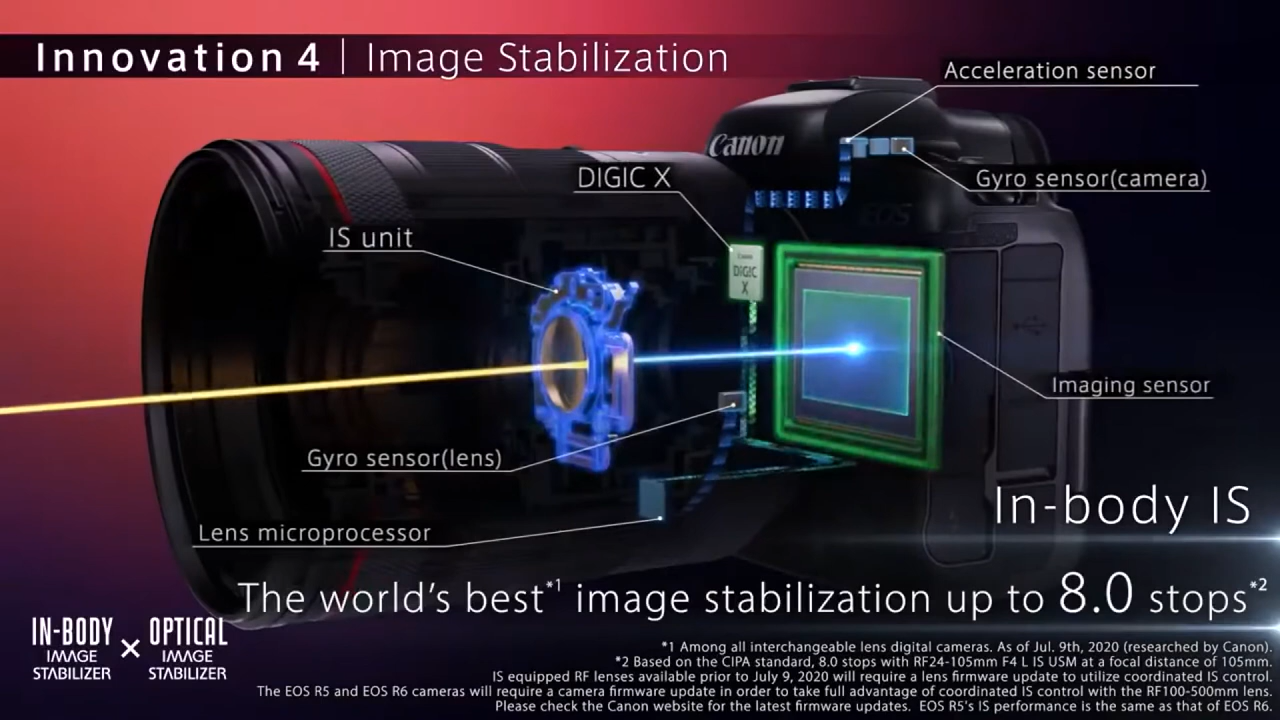 Innovation 4 | Image Stabilization
Acceleration sensor
Canon
DIGIC X
Gyro sensor(camera)
EOS
IS unit
Canon
DIGIC
X
Imaging sensor
Gyro sensor(lens)
In-body IS
Lens microprocessor
The world's best*1 image stabilization up to 8.0 stops*2
IN-BODY × OPTICAL
IMAGE IMAGE
STABILIZER STABILIZER
*1 Among all interchangeable lens digital cameras. As of Jul. 9th, 2020 (researched by Canon).
*2 Based on the CIPA standard, 8.0 stops with RF24-105mm F4 L IS USM at a focal distance of 105mm.
IS equipped RF lenses available prior to July 9, 2020 will require a lens firmware update to utilize coordinated IS control.
The EOS R5 and EOS R6 cameras will require a camera firmware update in order to take full advantage of coordinated IS control with the RF100-500mm lens.
Please check the Canon website for the latest firmware updates. EOS R5's IS performance is the same as that of EOS R6.